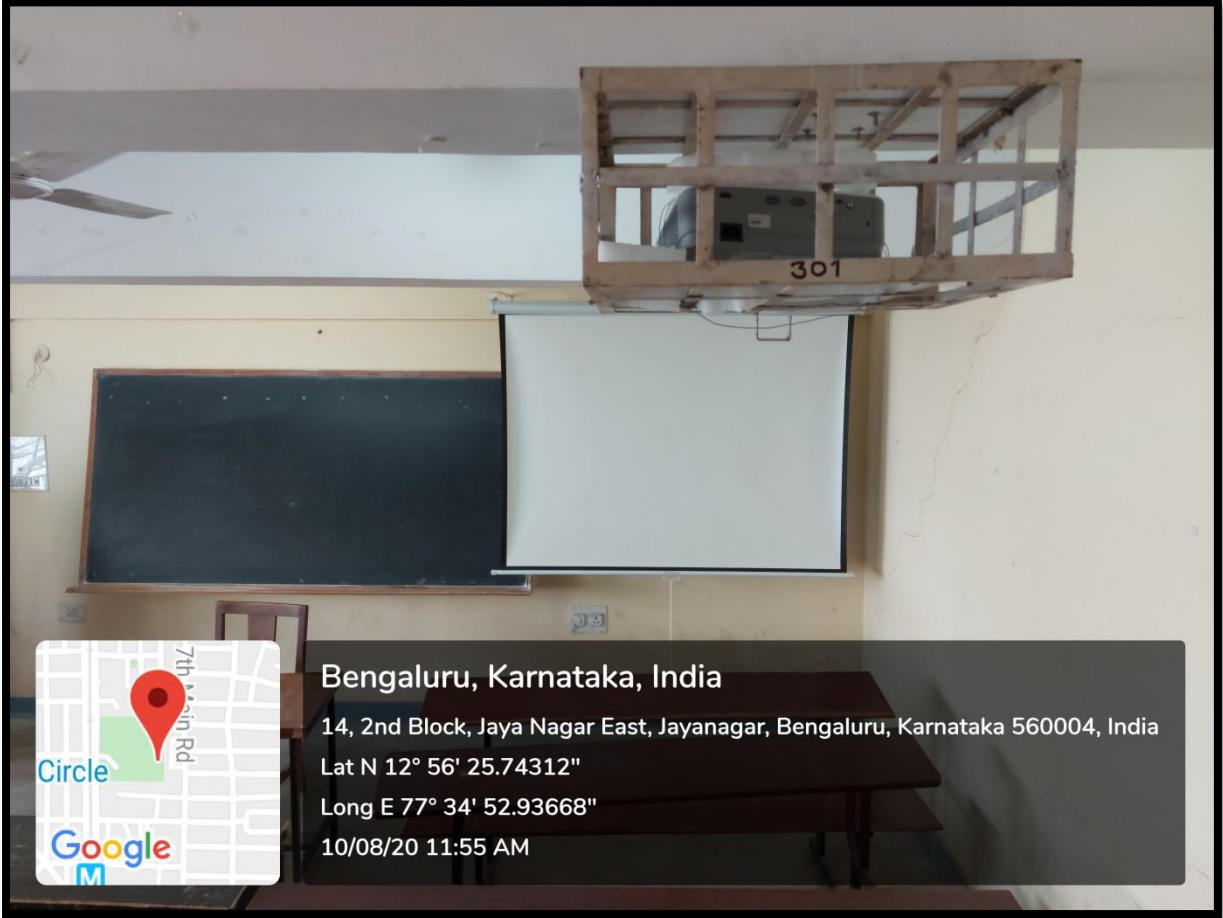 301
7th Main Rd
Circle
Google
M
Bengaluru, Karnataka, India
14, 2nd Block, Jaya Nagar East, Jayanagar, Bengaluru, Karnataka 560004, India
Lat N 12° 56' 25.74312"
Long E 77° 34' 52.93668"
10/08/20 11:55 AM